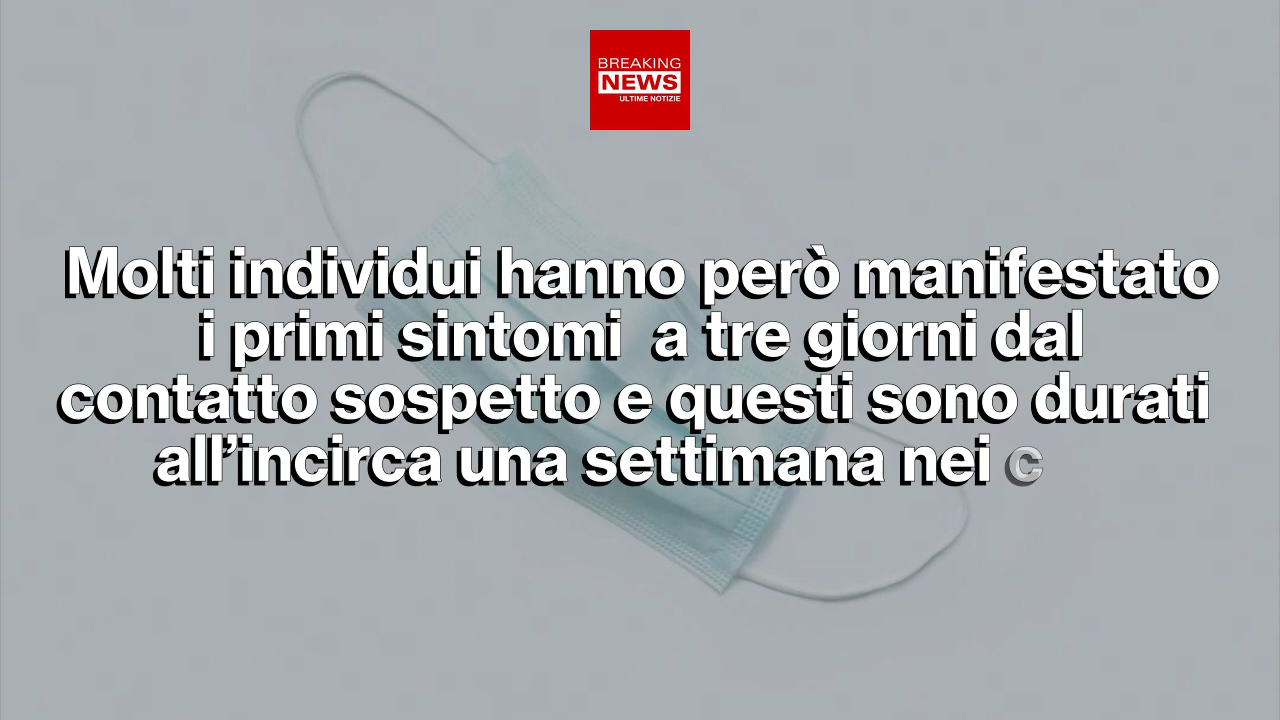 BREAKING
NEWS
ULTIME NOTIZIE
Molti individui hanno però manifestato
i primi sintomi  a tre giorni dal
contatto sospetto e questi sono durati
all’incirca una settimana nei c